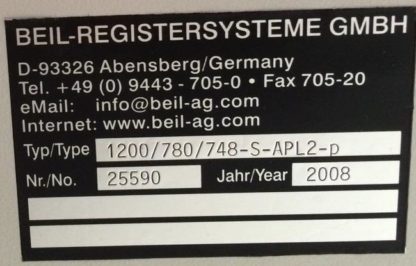 BEIL-REGISTERSYSTEME GMBH
D-93326 Abensberg/Germany
Tel. +49 (0) 9443 - 705-0 • Fax 705-20
eMail: info@beil-ag.com
Internet: www.beil-ag.com
Typ/Type 1200/780/748-S-APL2-p
Nr./No. 25590 Jahr/Year 2008